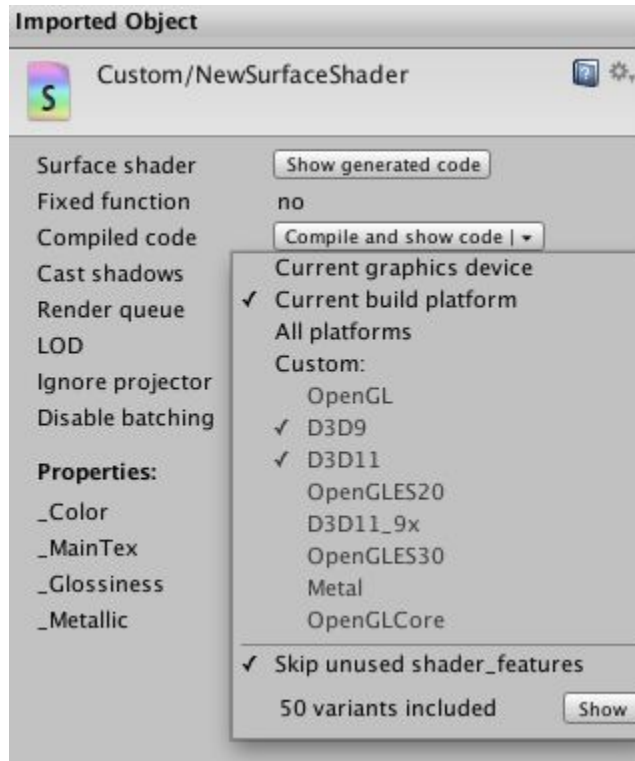 Imported Object
Custom/NewSurfaceShader
S
Surface shader Show generated code
Fixed function no
Compiled code Compile and show code |
Cast shadows
Render queue
LOD
Ignore projector
Disable batching
Properties:
_Color
_MainTex
_Glossiness
_Metallic
Current graphics device
✓ Current build platform
All platforms
Custom:
OpenGL
✓ D3D9
✓ D3D11
OpenGLES20
D3D11_9x
OpenGLES30
Metal
OpenGLCore
✓ Skip unused shader_features
50 variants included Show